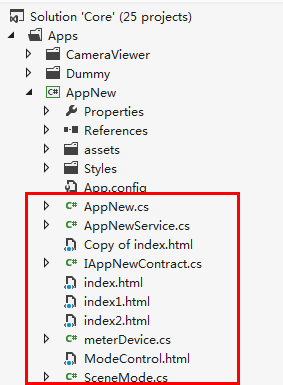 Solution 'Core' (25 projects)
Apps
CameraViewer
Dummy
C# AppNew
Properties
References
assets
Styles
App.config
C# AppNew.cs
C# AppNewService.cs
Copy of index.html
C# IAppNewContract.cs
index.html
index1.html
index2.html
C# meterDevice.cs
ModeControl.html
C# SceneMode.cs